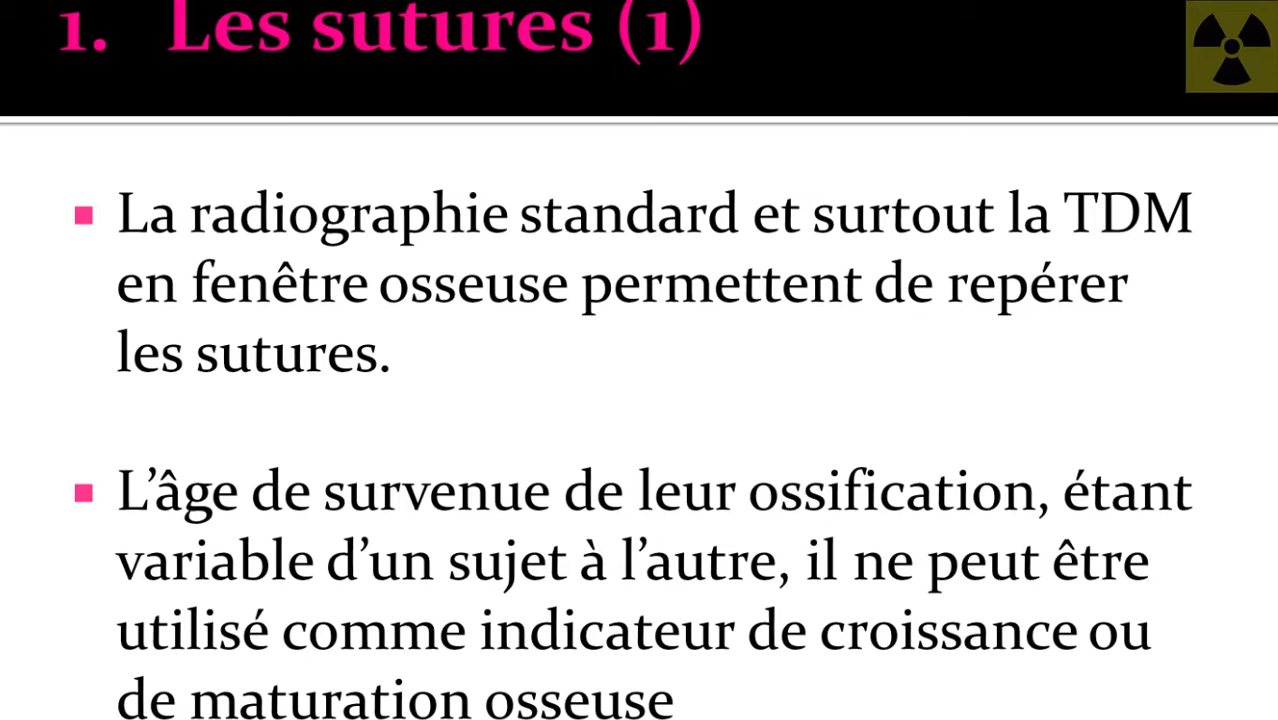 1. Les sutures (1)
La radiographie standard et surtout la TDM
en fenêtre osseuse permettent de repérer
les sutures.
L’âge de survenue de leur ossification, étant
variable d’un sujet à l’autre, il ne peut être
utilisé comme indicateur de croissance ou
de maturation osseuse